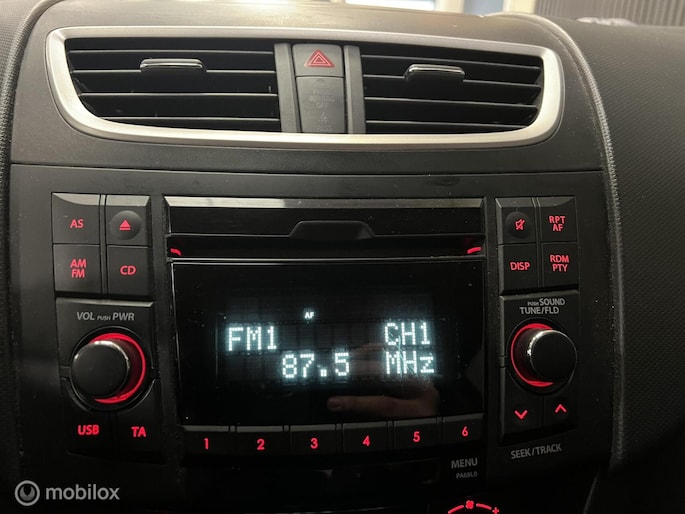 AS
RPT
AF
AM
FM
CD
DISP
RDM
PTY
VOL PUSH PWR
PUSH SOUND
TUNE/FLD
AF
FM1 CH1
87.5 MHz
USB TA
1 2 3 4 5 6
SEEK/TRACK
MENU
mobilox